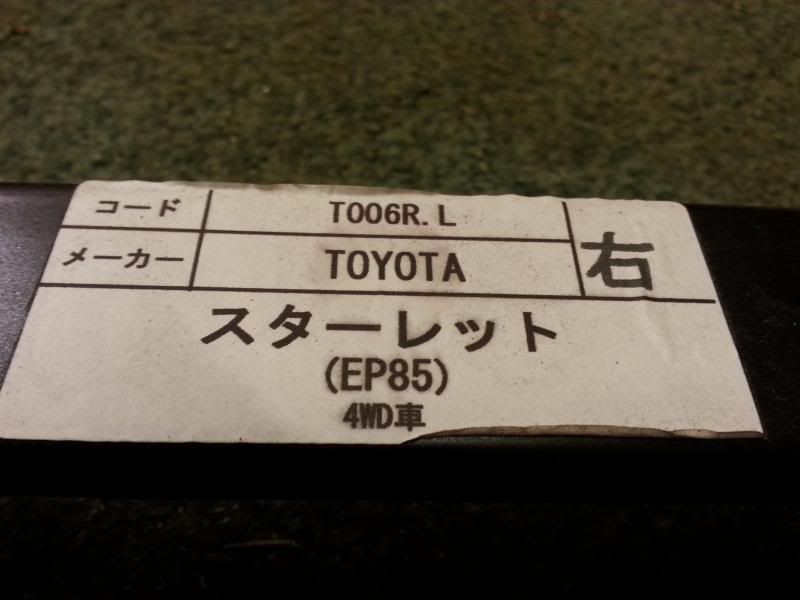 コード T006R.L
メーカー TOYOTA
右
スターレット
(EP85)
4WD車